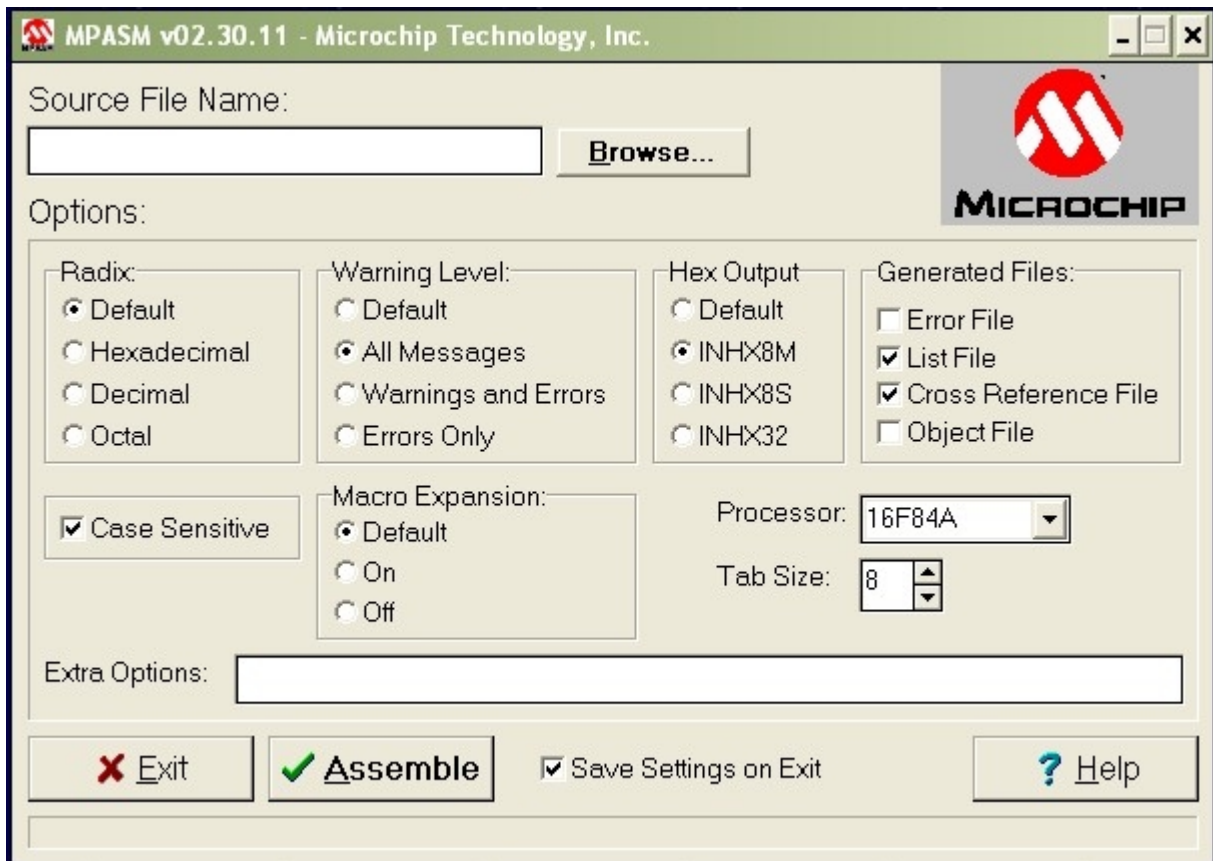 MPASM v02.30.11 - Microchip Technology, Inc.
Source File Name:
Browse...
MICROCHIP
Options:
Radix:
Default
Hexadecimal
Decimal
Octal
Warning Level:
Default
All Messages
Warnings and Errors
Errors Only
Hex Output
Default
INHX8M
INHX8S
INHX32
Generated Files:
Error File
List File
Cross Reference File
Object File
Case Sensitive
Macro Expansion:
Default
On
Off
Processor: 16F84A
Tab Size: 8
Extra Options:
Exit
Assemble
Save Settings on Exit
? Help